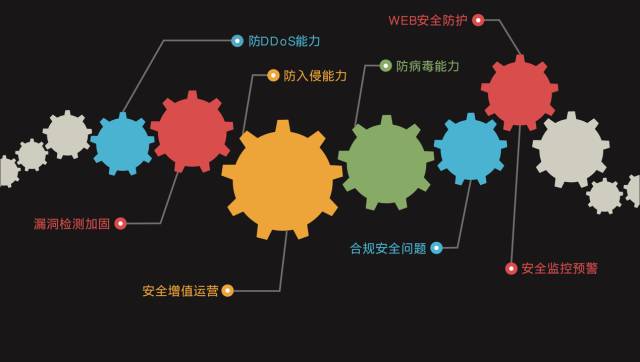 WEB安全防护
防DDoS能力
防病毒能力
防入侵能力
漏洞检测加固
合规安全问题
安全监控预警
安全增值运营